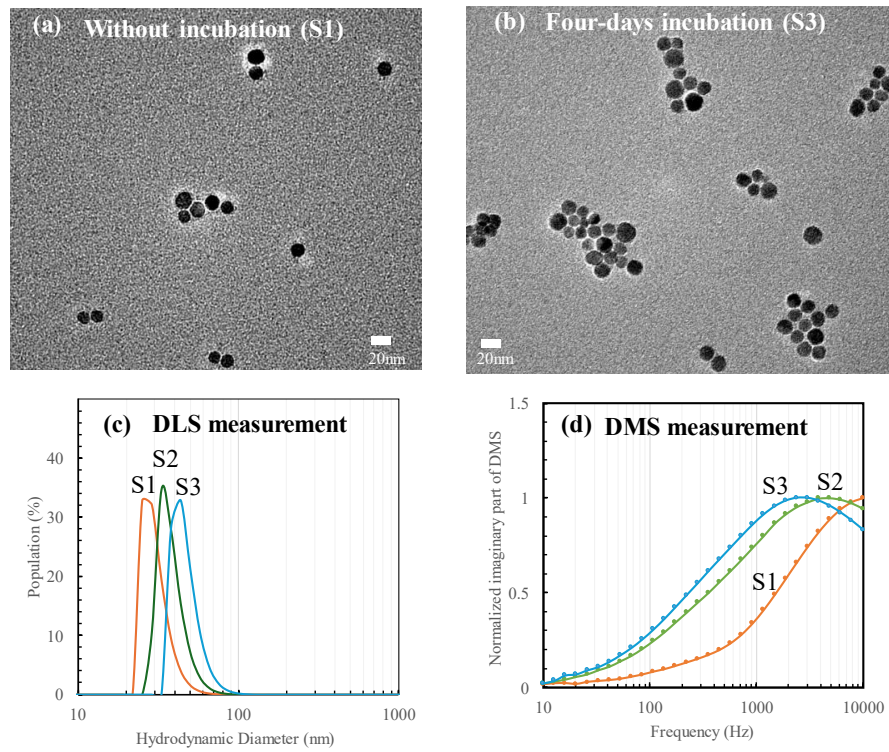 (a) Without incubation (S1)
20nm
(b) Four-days incubation (S3)
20nm
(c) DLS measurement
S2
S1
S3
Population (%)
40
30
20
10
0
10
100
1000
Hydrodynamic Diameter (nm)
(d) DMS measurement
S3
S2
S1
Normalized imaginary part of DMS
1.5
1
0.5
0
10
100
1000
10000
Frequency (Hz)